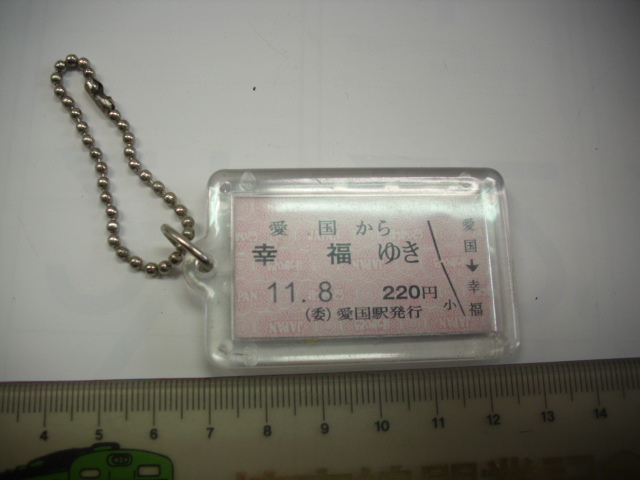 愛国から
幸福ゆき
11.8 220円
(委)愛国駅発行
小
愛国→幸福
4 5 6 7 8 9 10 11 12 13 14